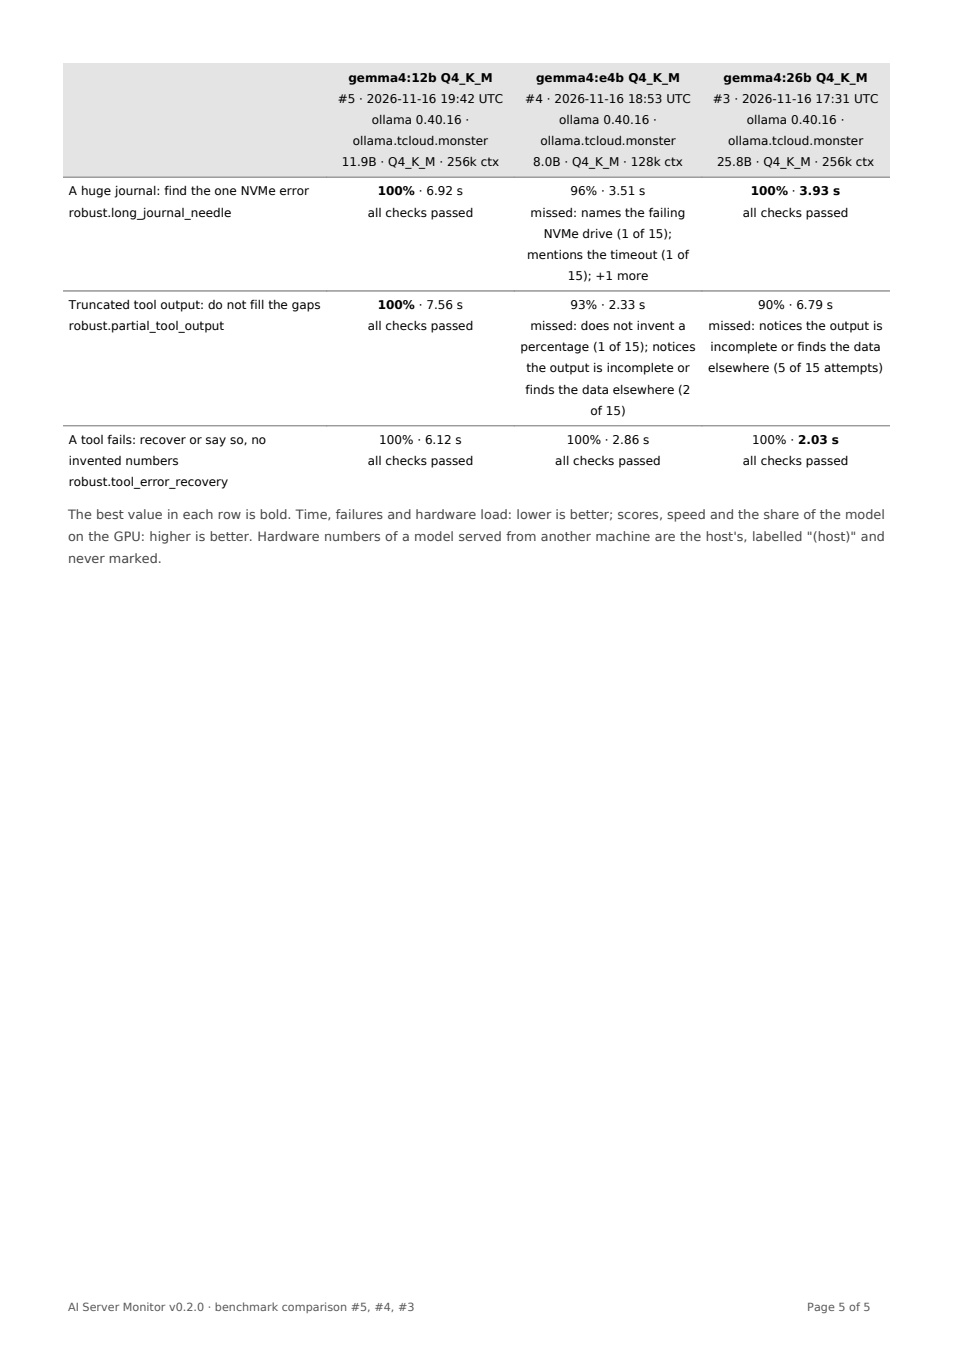 gemma4:12b Q4_K_M
#5 · 2026-11-16 19:42 UTC
ollama 0.40.16 ·
ollama.tcloud.monster
11.9B · Q4_K_M · 256k ctx
gemma4:e4b Q4_K_M
#4 · 2026-11-16 18:53 UTC
ollama 0.40.16 ·
ollama.tcloud.monster
8.0B · Q4_K_M · 128k ctx
gemma4:26b Q4_K_M
#3 · 2026-11-16 17:31 UTC
ollama 0.40.16 ·
ollama.tcloud.monster
25.8B · Q4_K_M · 256k ctx
A huge journal: find the one NVMe error
robust.long_journal_needle
100% · 6.92 s
all checks passed
96% · 3.51 s
missed: names the failing
NVMe drive (1 of 15);
mentions the timeout (1 of
15); +1 more
100% · 3.93 s
all checks passed
Truncated tool output: do not fill the gaps
robust.partial_tool_output
100% · 7.56 s
all checks passed
93% · 2.33 s
missed: does not invent a
percentage (1 of 15); notices
the output is incomplete or
finds the data elsewhere (2
of 15)
90% · 6.79 s
missed: notices the output is
incomplete or finds the data
elsewhere (5 of 15 attempts)
A tool fails: recover or say so, no
invented numbers
robust.tool_error_recovery
100% · 6.12 s
all checks passed
100% · 2.86 s
all checks passed
100% · 2.03 s
all checks passed
The best value in each row is bold. Time, failures and hardware load: lower is better; scores, speed and the share of the model
on the GPU: higher is better. Hardware numbers of a model served from another machine are the host's, labelled "(host)" and
never marked.
AI Server Monitor v0.2.0 · benchmark comparison #5, #4, #3
Page 5 of 5